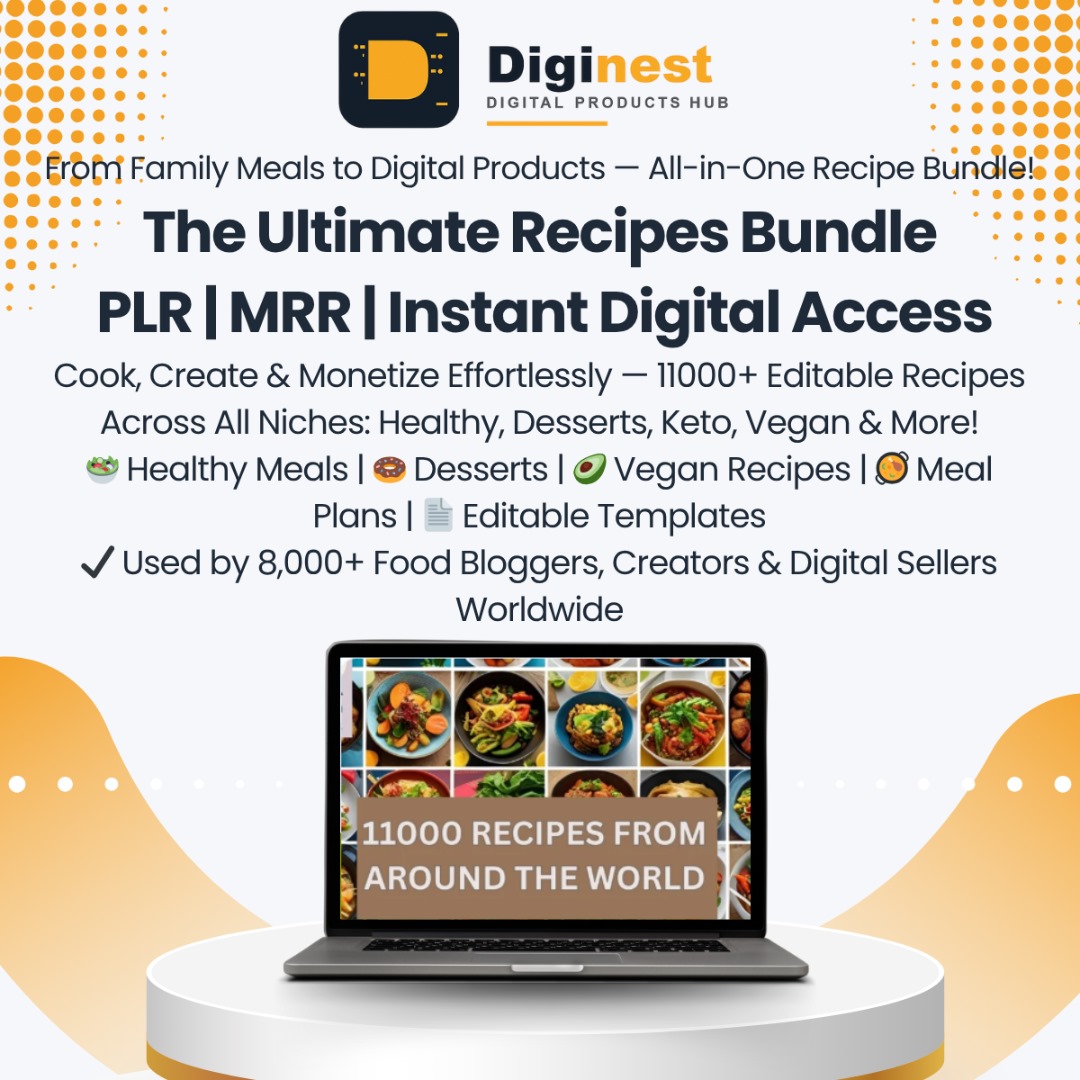 Diginest
DIGITAL PRODUCTS HUB
From Family Meals to Digital Products — All-in-One Recipe Bundle!
The Ultimate Recipes Bundle
PLR | MRR | Instant Digital Access
Cook, Create & Monetize Effortlessly — 11000+ Editable Recipes
Across All Niches: Healthy, Desserts, Keto, Vegan & More!
🥗 Healthy Meals | 🍩 Desserts | 🥑 Vegan Recipes | 🥘 Meal
Plans | 📄 Editable Templates
✔ Used by 8,000+ Food Bloggers, Creators & Digital Sellers
Worldwide
11000 RECIPES FROM
AROUND THE WORLD